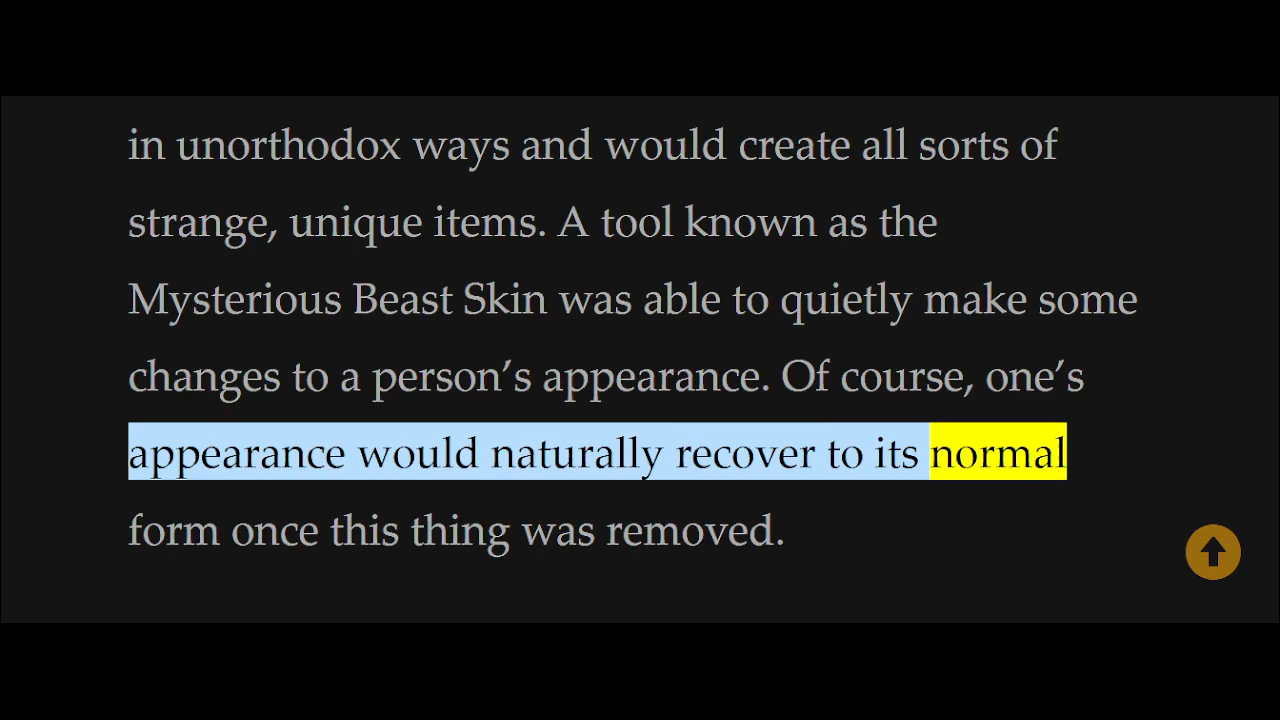 in unorthodox ways and would create all sorts of
strange, unique items. A tool known as the
Mysterious Beast Skin was able to quietly make some
changes to a person’s appearance. Of course, one’s
appearance would naturally recover to its normal
form once this thing was removed.